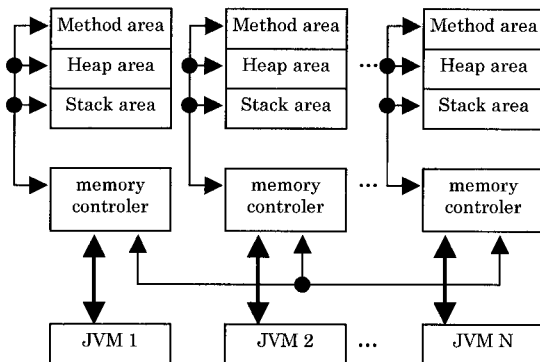 Method area Method area Method area
Heap area Heap area ... Heap area
Stack area Stack area Stack area
memory controler memory controler ... memory controler
JVM 1 JVM 2 ... JVM N